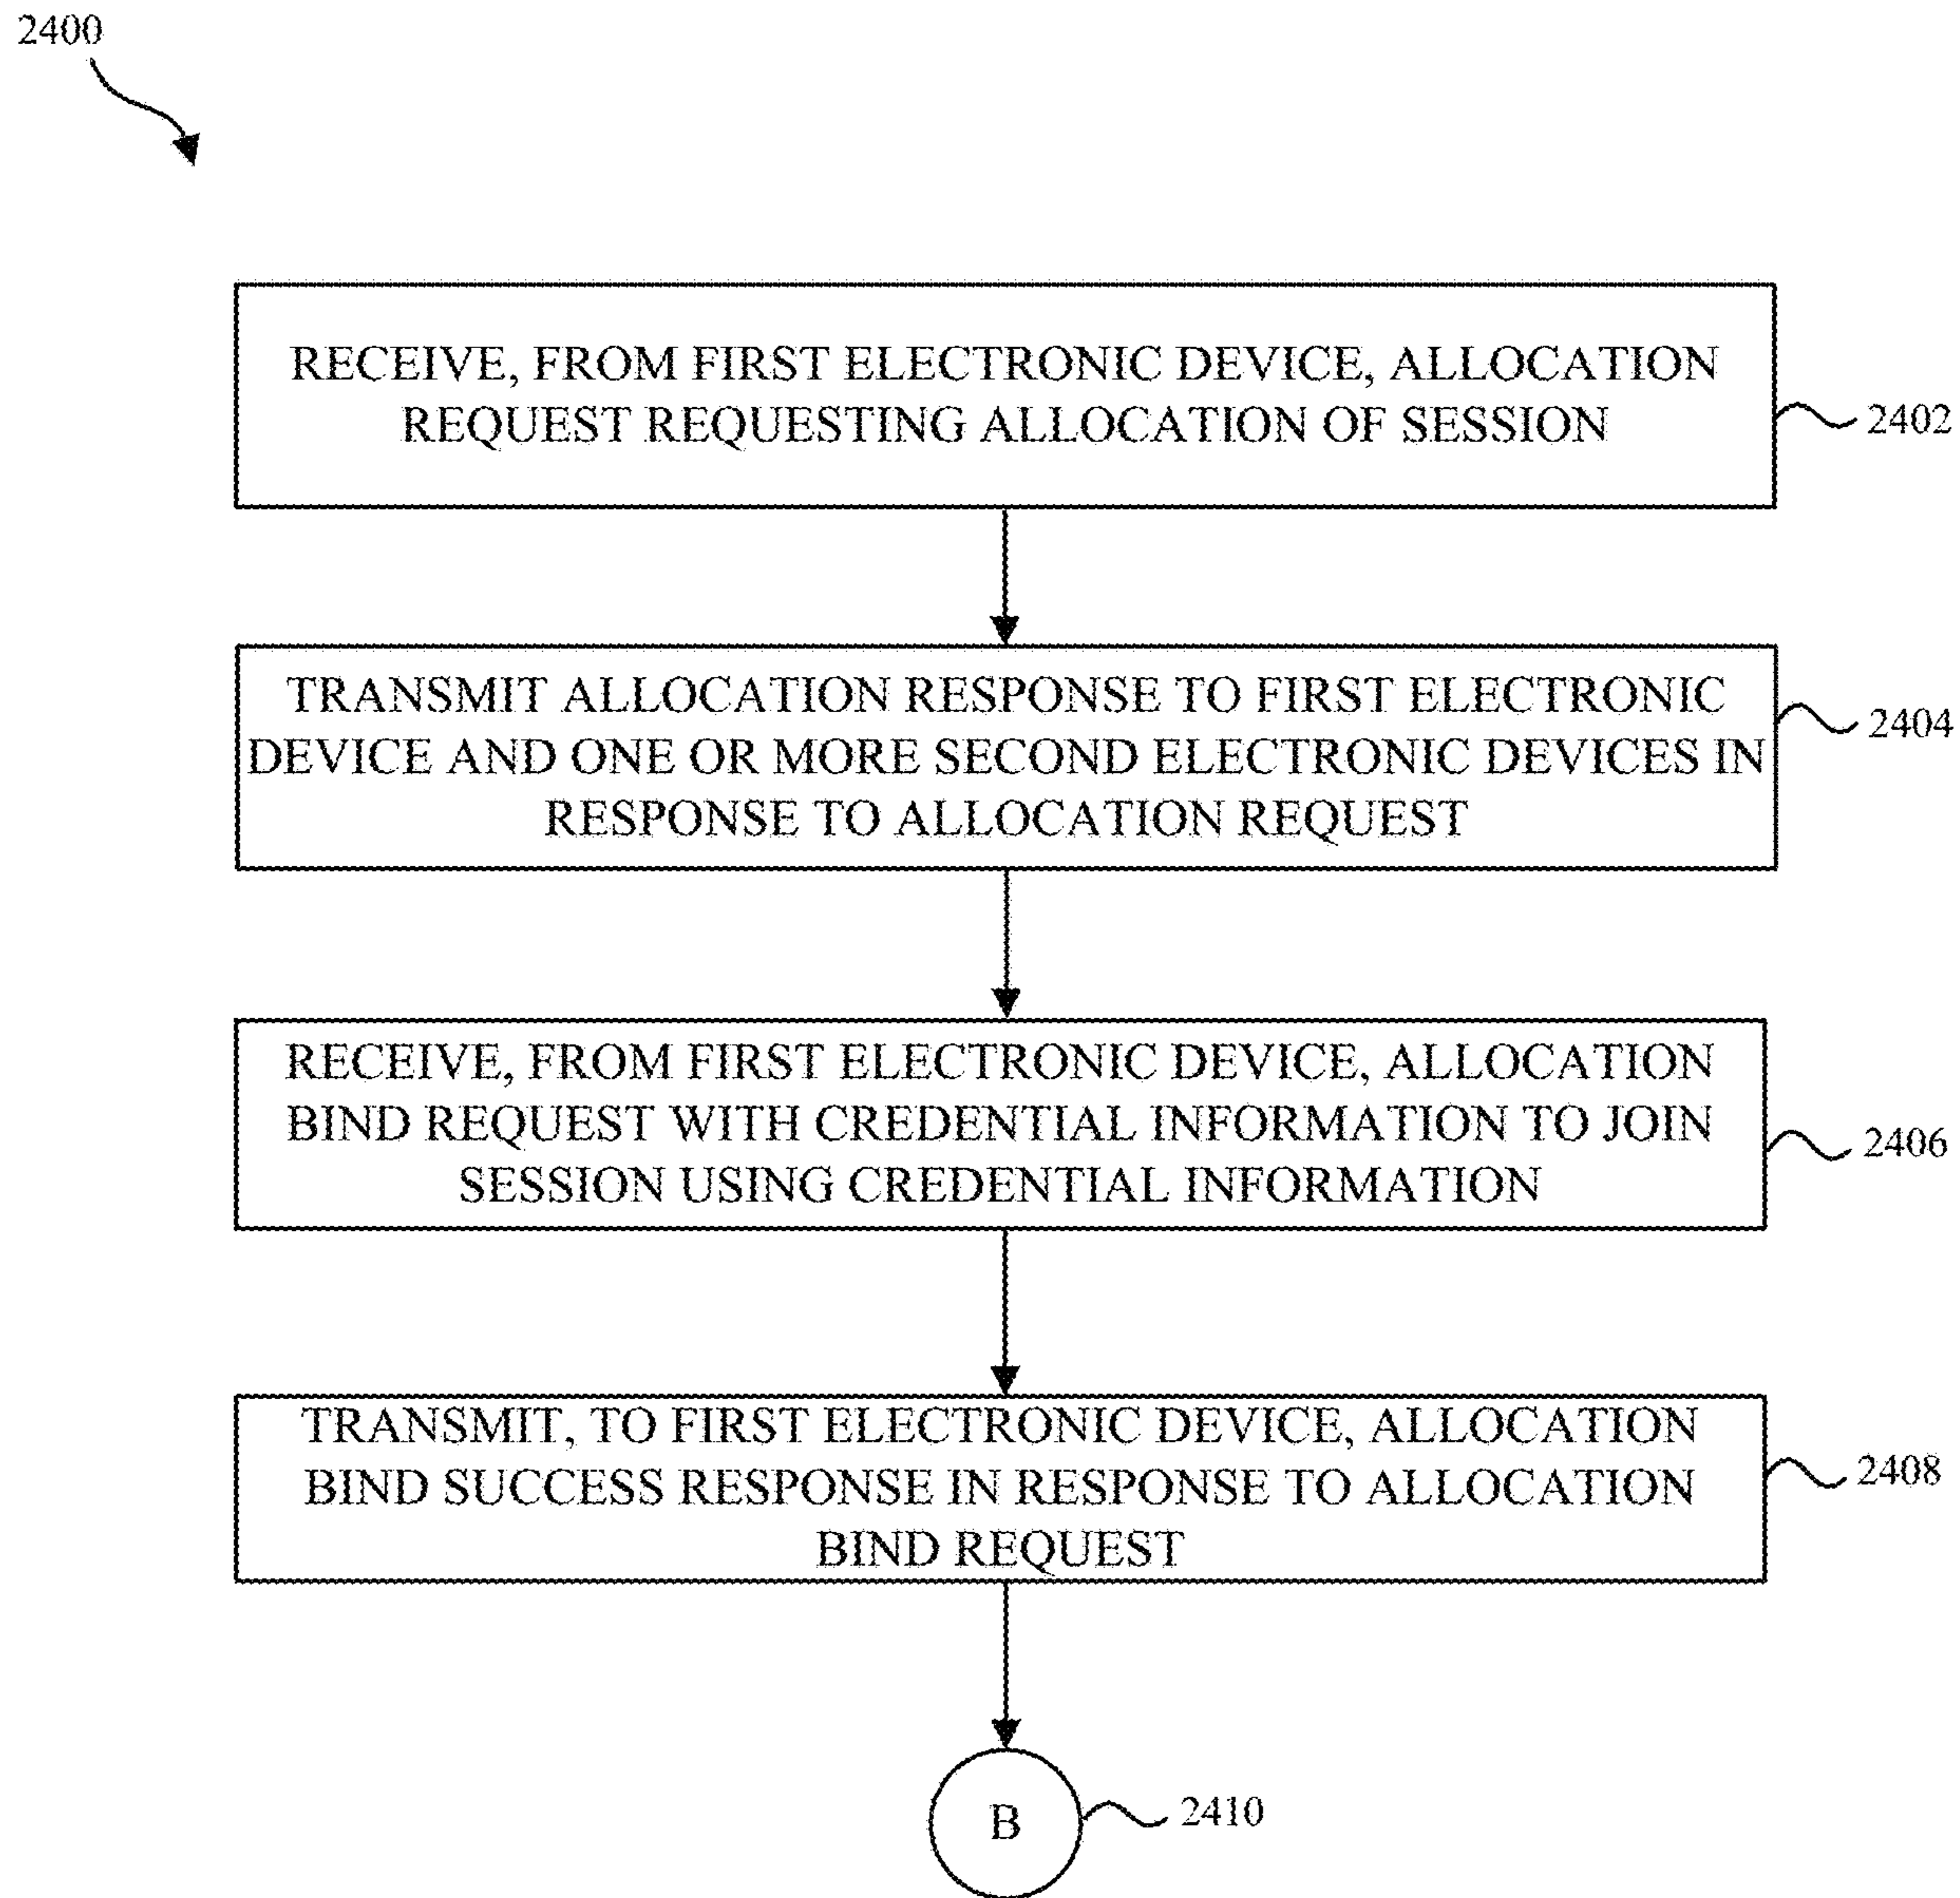 2400
RECEIVE, FROM FIRST ELECTRONIC DEVICE, ALLOCATION
REQUEST REQUESTING ALLOCATION OF SESSION
2402
TRANSMIT ALLOCATION RESPONSE TO FIRST ELECTRONIC
DEVICE AND ONE OR MORE SECOND ELECTRONIC DEVICES IN
RESPONSE TO ALLOCATION REQUEST
2404
RECEIVE, FROM FIRST ELECTRONIC DEVICE, ALLOCATION
BIND REQUEST WITH CREDENTIAL INFORMATION TO JOIN
SESSION USING CREDENTIAL INFORMATION
2406
TRANSMIT, TO FIRST ELECTRONIC DEVICE, ALLOCATION
BIND SUCCESS RESPONSE IN RESPONSE TO ALLOCATION
BIND REQUEST
2408
B
2410